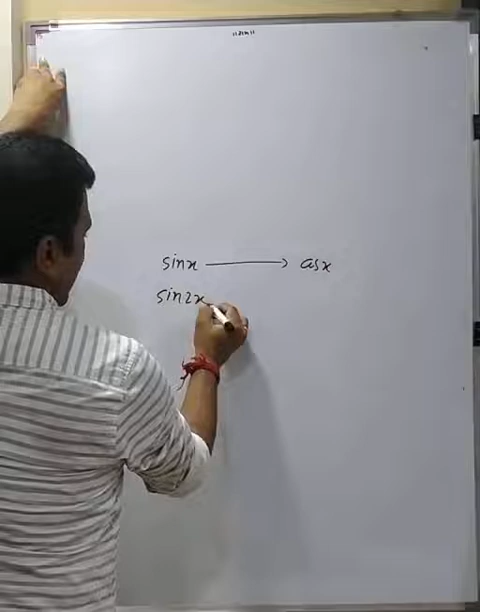 sinx → cosx
sin2x